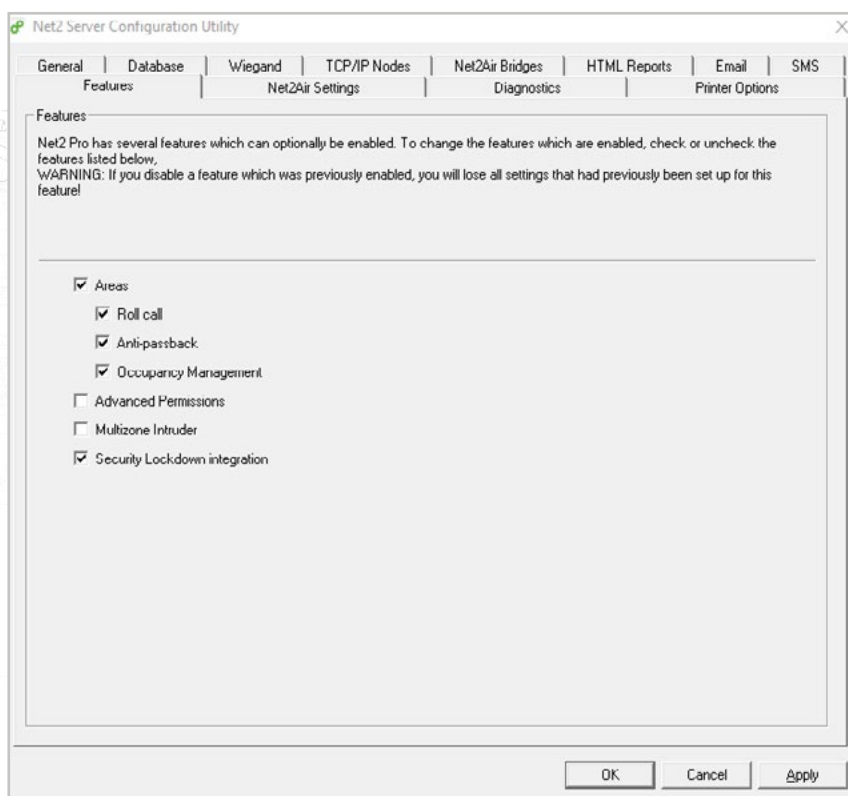 Net2 Server Configuration Utility
General Database Wiegand TCP/IP Nodes Net2Air Bridges HTML Reports Email SMS
Features Net2Air Settings Diagnostics Printer Options
Features
Net2 Pro has several features which can optionally be enabled. To change the features which are enabled, check or uncheck the
features listed below,
WARNING: If you disable a feature which was previously enabled, you will lose all settings that had previously been set up for this
feature!
Areas
Roll call
Anti-passback
Occupancy Management
Advanced Permissions
Multizone Intruder
Security Lockdown integration
OK Cancel Apply